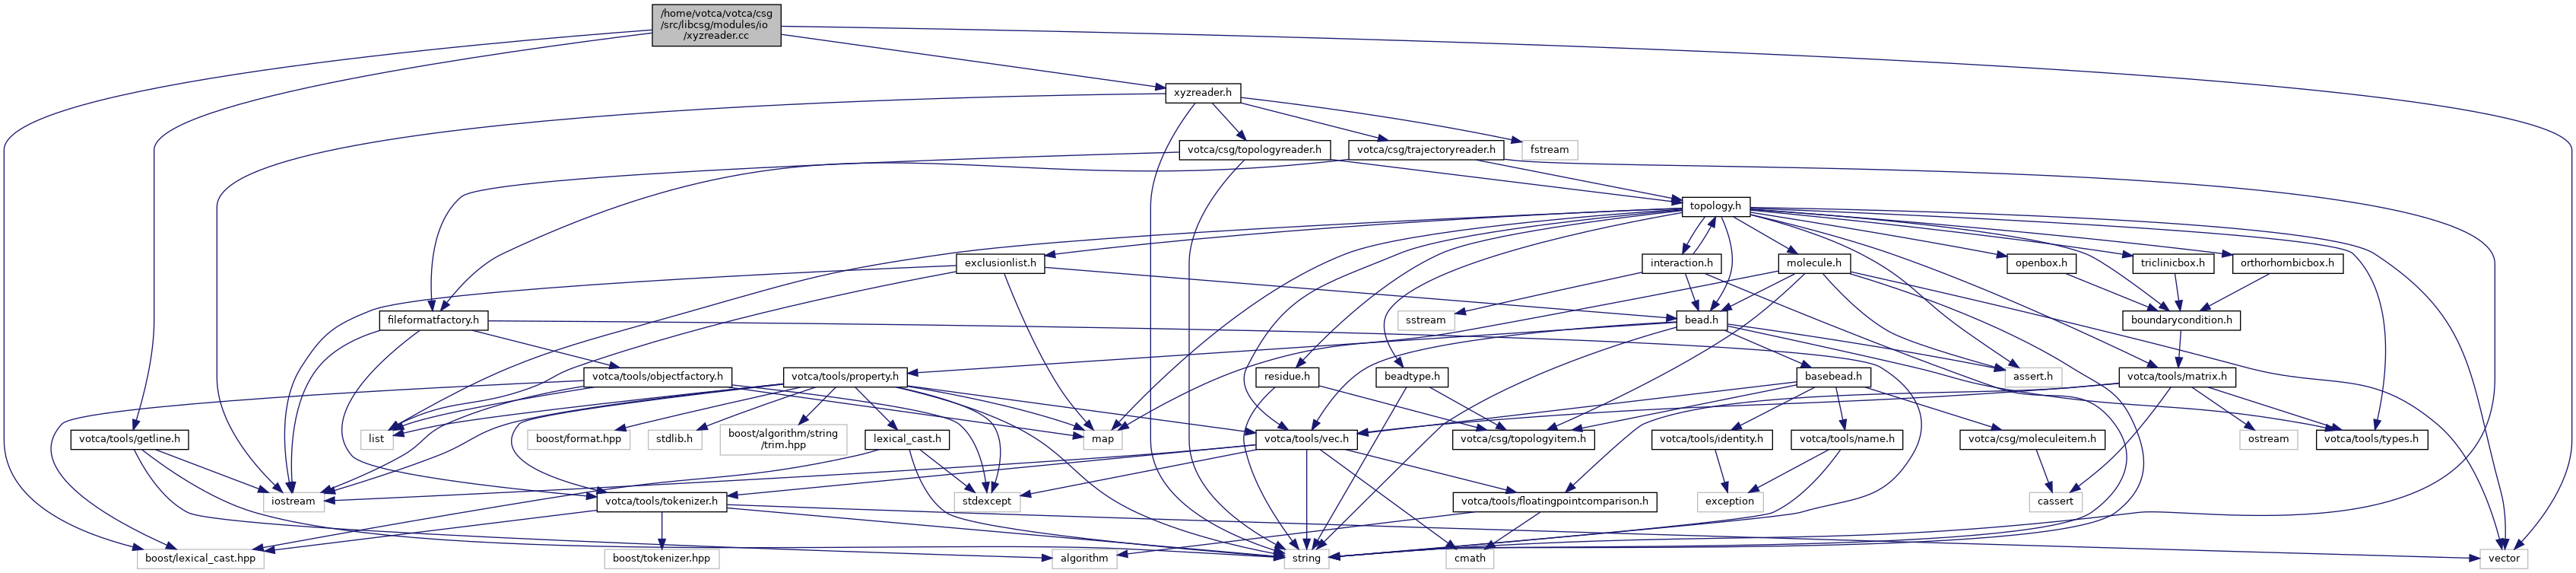 /home/votca/votca/csg
/src/libcsg/modules/io
/xyzreader.cc
xyzreader.h
votca/csg/topologyreader.h
votca/csg/trajectoryreader.h
fstream
topology.h
exclusionlist.h
interaction.h
molecule.h
openbox.h
triclinicbox.h
orthorhombicbox.h
fileformatfactory.h
sstream
bead.h
boundarycondition.h
votca/tools/objectfactory.h
votca/tools/property.h
residue.h
beadtype.h
basebead.h
assert.h
votca/tools/matrix.h
votca/tools/getline.h
list
boost/format.hpp
stdlib.h
boost/algorithm/string
/trim.hpp
lexical_cast.h
map
votca/tools/vec.h
votca/csg/topologyitem.h
votca/tools/identity.h
votca/tools/name.h
votca/csg/moleculeitem.h
ostream
votca/tools/types.h
iostream
votca/tools/tokenizer.h
stdexcept
votca/tools/floatingpointcomparison.h
exception
cassert
boost/lexical_cast.hpp
boost/tokenizer.hpp
algorithm
string
cmath
vector